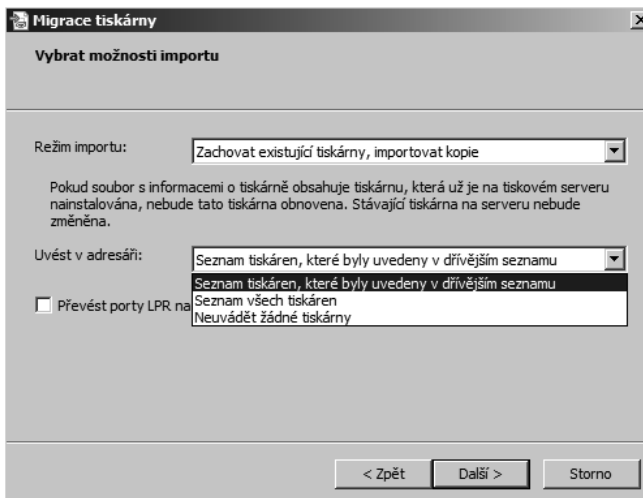 Migrace tiskárny
Vybrat možnosti importu
Režim importu:
Zachovat existující tiskárny, importovat kopie
Pokud soubor s informacemi o tiskárně obsahuje tiskárnu, která už je na tiskovém serveru
nainstalována, nebude tato tiskárna obnovena. Stávající tiskárna na serveru nebude
změněna.
Uvést v adresáři:
Seznam tiskáren, které byly uvedeny v dřívějším seznamu
Seznam tiskáren, které byly uvedeny v dřívějším seznamu
Seznam všech tiskáren
Převést porty LPR na
Neuvádět žádné tiskárny
< Zpět
Další >
Storno